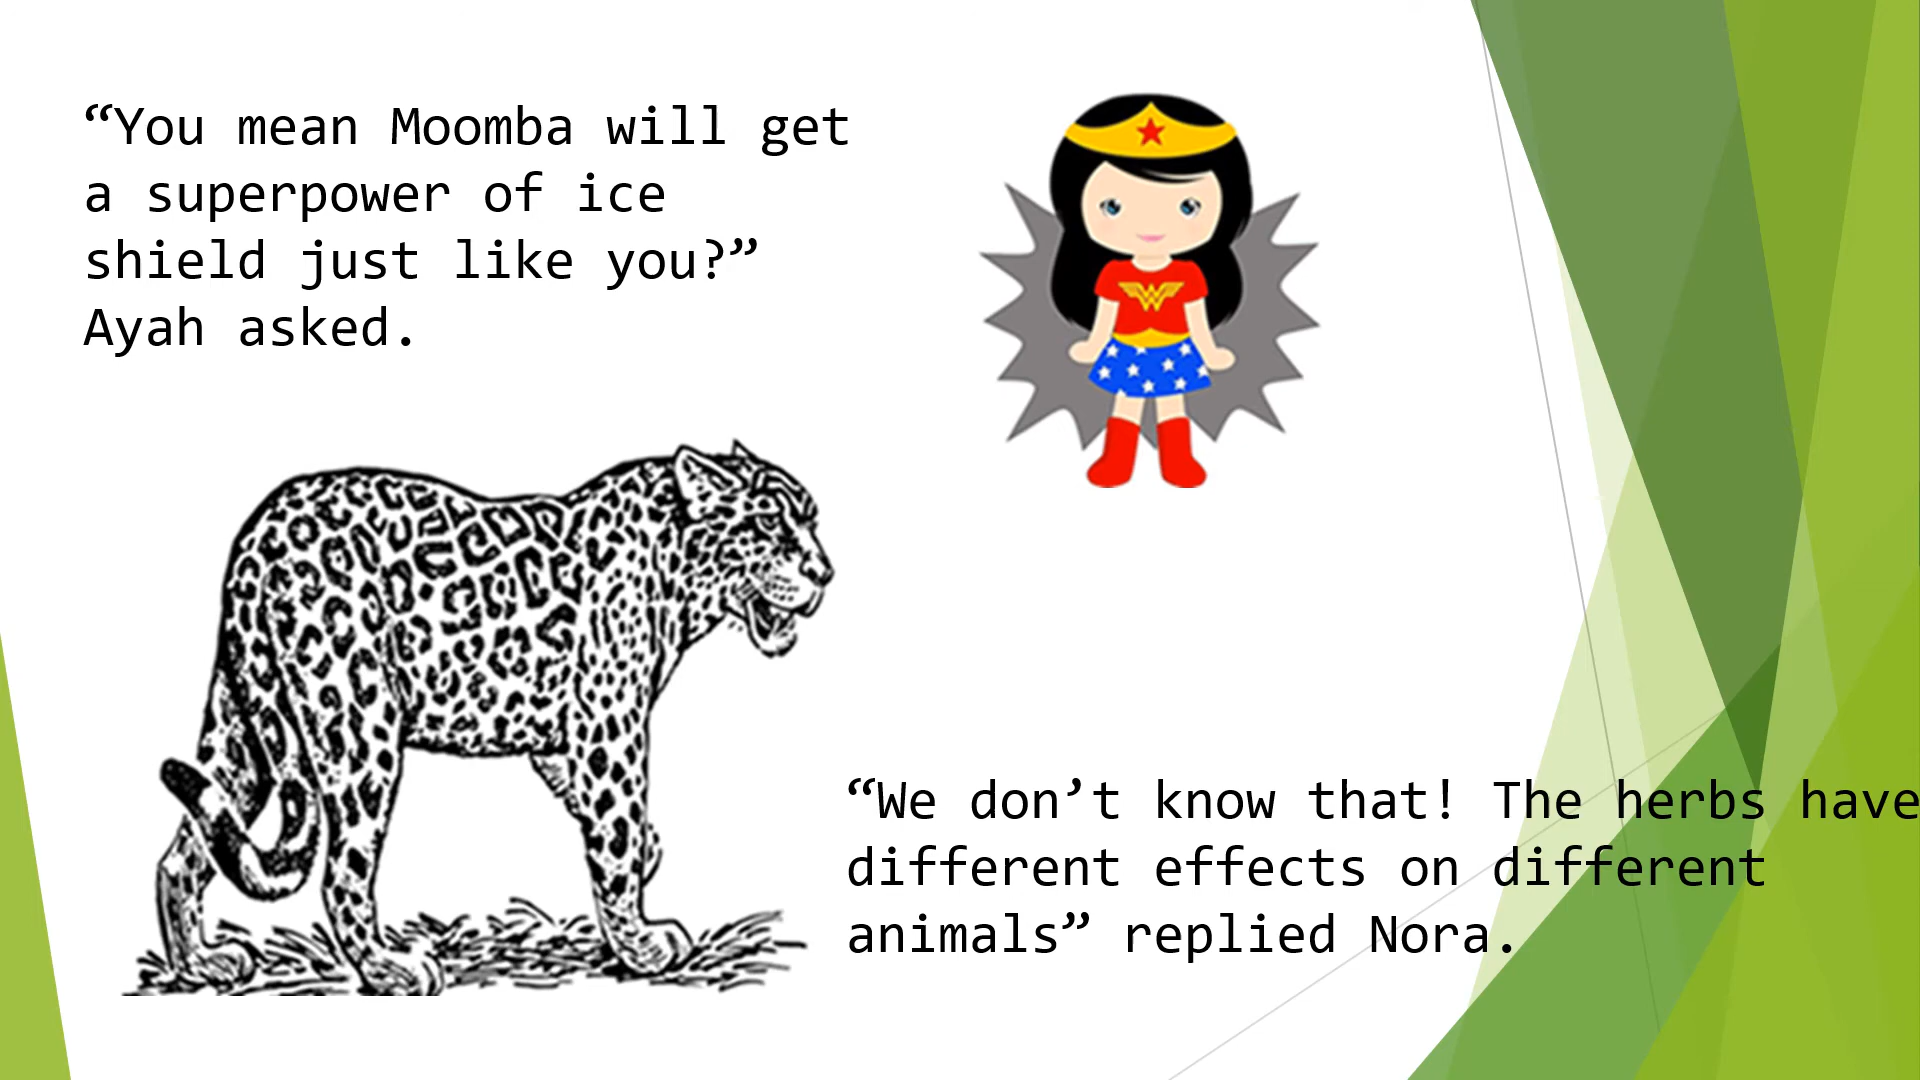 “You mean Moomba will get
a superpower of ice
shield just like you?”
Ayah asked.
“We don’t know that! The herbs have
different effects on different
animals” replied Nora.